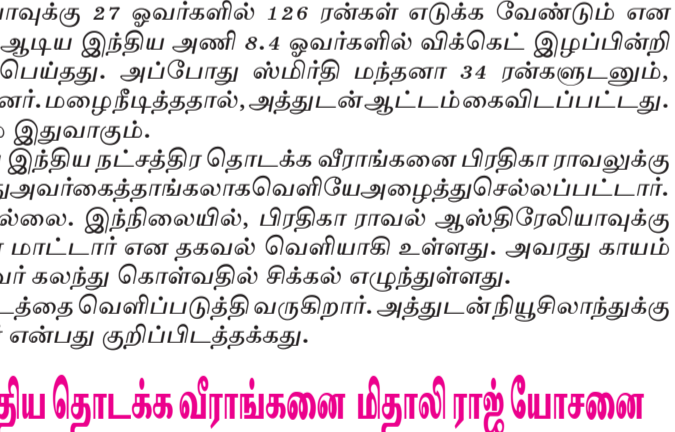 வுக்கு 27 ஓவர்களில் 126 ரன்கள் எடுக்க வேண்டும் என
ஆடிய இந்திய அணி 8.4 ஓவர்களில் விக்கெட் இழப்பின்றி
பெய்தது. அப்போது ஸ்மிர்தி மந்தனா 34 ரன்களுடனும்,
னர். மழைநீடித்ததால், அத்துடன் ஆட்டம் கைவிடப்பட்டது.
இதுவாகும்.
இந்திய நட்சத்திர தொடக்க வீராங்கனை பிரதிகா ராவலுக்கு
து அவர் கைத்தாங்கலாக வெளியே அழைத்து செல்லப்பட்டார்.
ல்லை. இந்நிலையில், பிரதிகா ராவல் ஆஸ்திரேலியாவுக்கு
மாட்டார் என தகவல் வெளியாகி உள்ளது. அவரது காயம்
வர் கலந்து கொள்வதில் சிக்கல் எழுந்துள்ளது.
டத்தை வெளிப்படுத்தி வருகிறார். அத்துடன் நியூசிலாந்துக்கு
என்பது குறிப்பிடத்தக்கது.
திய தொடக்க வீராங்கனை மிதாலி ராஜ் யோசனை